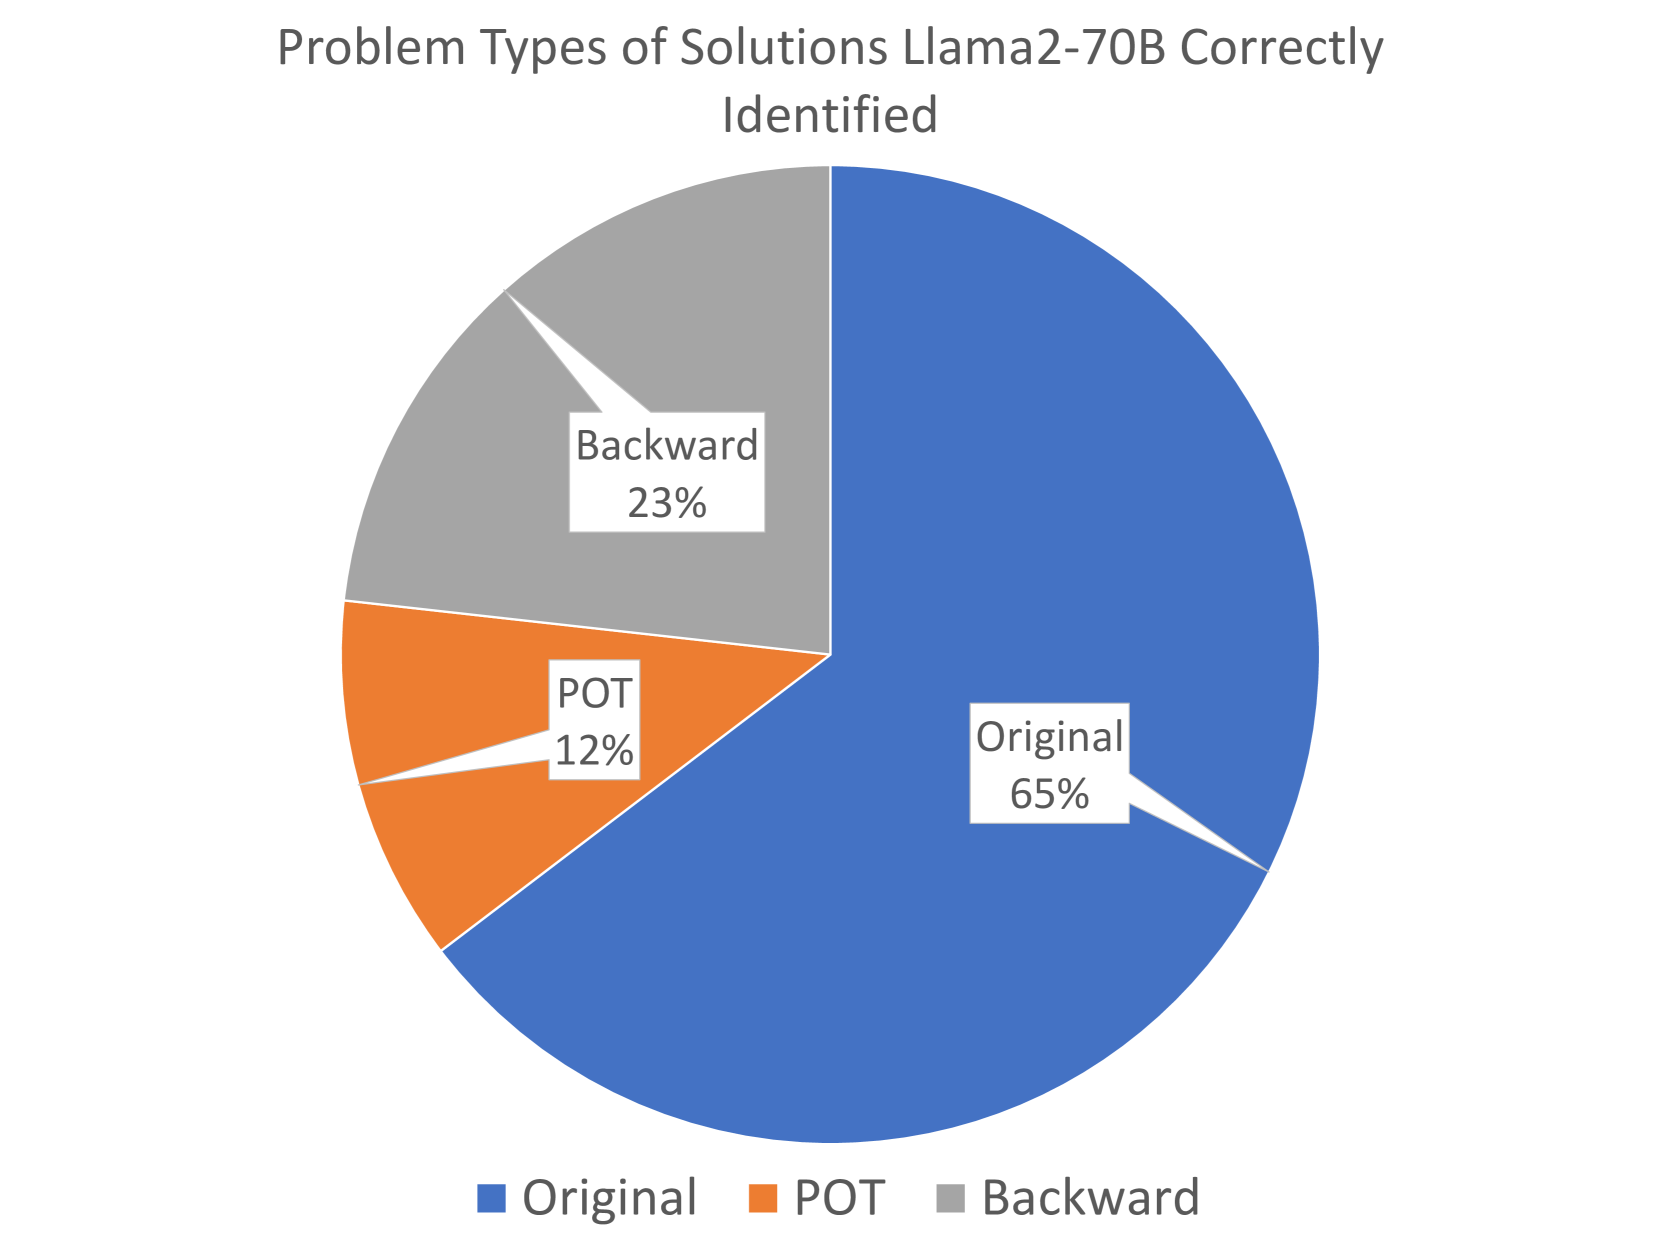 Problem Types of Solutions Llama2-70B Correctly
Identified
Backward
23%
POT
12%
Original
65%
Original POT Backward